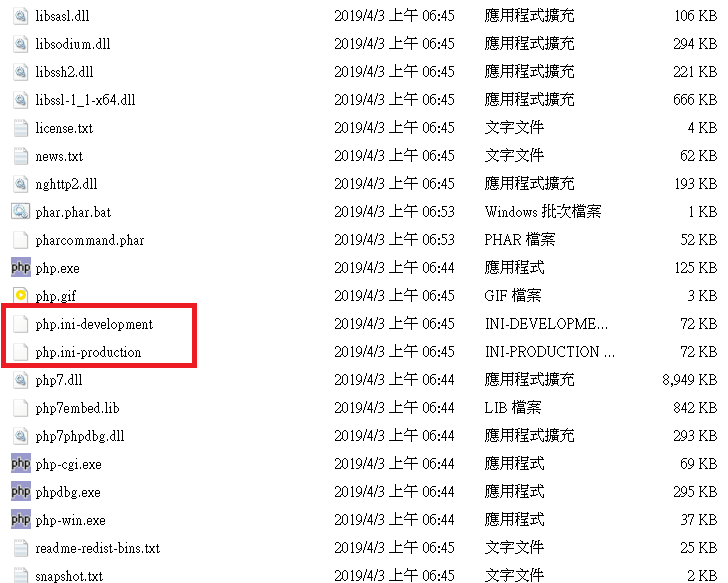 libsasl.dll 2019/4/3 上午 06:45 應用程式擴充 106 KB
libsodium.dll 2019/4/3 上午 06:45 應用程式擴充 294 KB
libssh2.dll 2019/4/3 上午 06:45 應用程式擴充 221 KB
libssl-1_1-x64.dll 2019/4/3 上午 06:45 應用程式擴充 666 KB
license.txt 2019/4/3 上午 06:45 文字文件 4 KB
news.txt 2019/4/3 上午 06:45 文字文件 62 KB
nghttp2.dll 2019/4/3 上午 06:45 應用程式擴充 193 KB
phar.phar.bat 2019/4/3 上午 06:53 Windows 批次檔案 1 KB
pharcommand.phar 2019/4/3 上午 06:53 PHAR 檔案 52 KB
php php.exe 2019/4/3 上午 06:44 應用程式 125 KB
php.gif 2019/4/3 上午 06:45 GIF 檔案 3 KB
php.ini-development 2019/4/3 上午 06:45 INI-DEVELOPME... 72 KB
php.ini-production 2019/4/3 上午 06:45 INI-PRODUCTION ... 72 KB
php7.dll 2019/4/3 上午 06:44 應用程式擴充 8,949 KB
php7embed.lib 2019/4/3 上午 06:44 LIB 檔案 842 KB
php7phpdbg.dll 2019/4/3 上午 06:44 應用程式擴充 293 KB
php php-cgi.exe 2019/4/3 上午 06:44 應用程式 69 KB
php phpdbg.exe 2019/4/3 上午 06:44 應用程式 295 KB
php php-win.exe 2019/4/3 上午 06:44 應用程式 37 KB
readme-redist-bins.txt 2019/4/3 上午 06:45 文字文件 25 KB
snapshot.txt 2019/4/3 上午 06:45 文字文件 2 KB